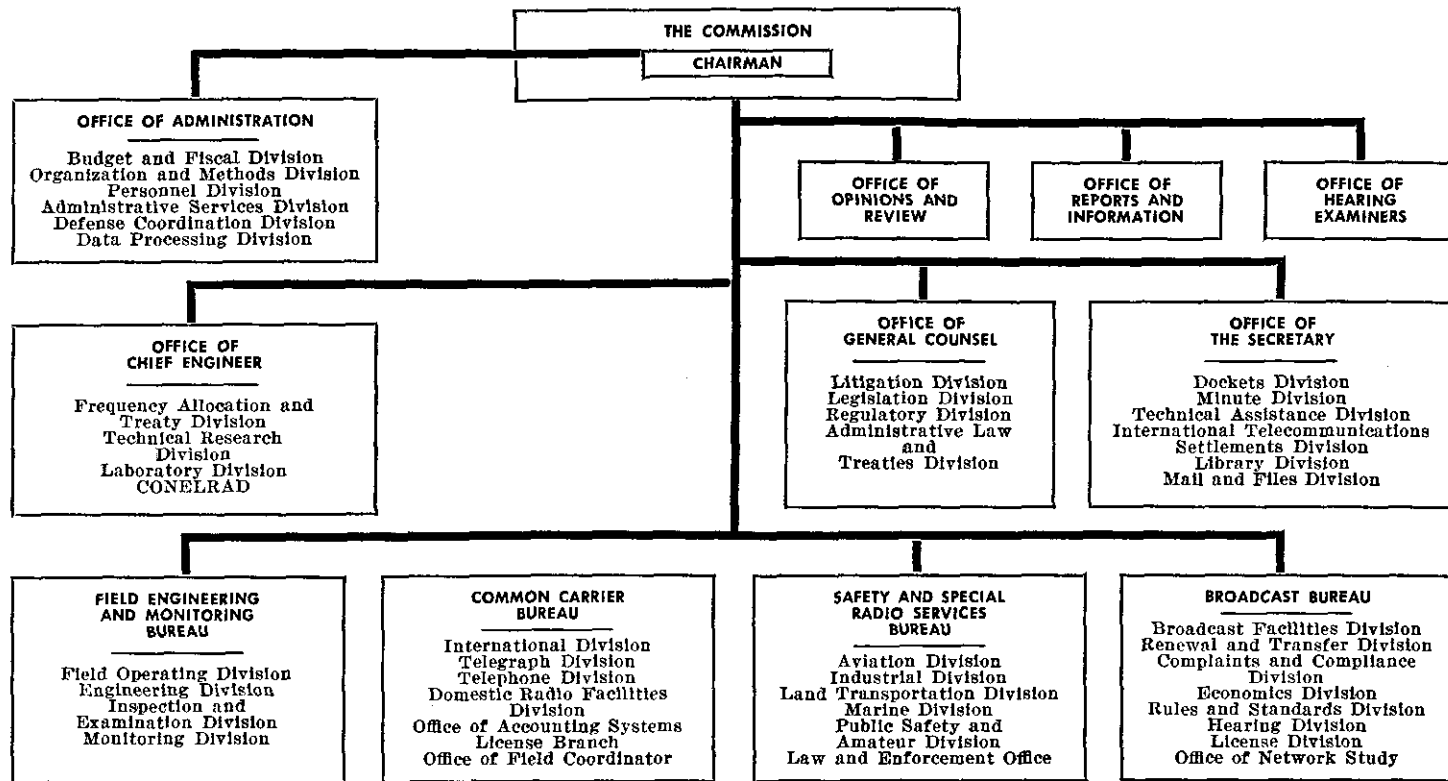 THE COMMISSION
CHAIRMAN
OFFICE OF ADMINISTRATION
Budget and Fiscal Division
Organization and Methods Division
Personnel Division
Administrative Services Division
Defense Coordination Division
Data Processing Division
OFFICE OF
OPINIONS AND
REVIEW
OFFICE OF
REPORTS AND
INFORMATION
OFFICE OF
HEARING
EXAMINERS
OFFICE OF
CHIEF ENGINEER
Frequency Allocation and
Treaty Division
Technical Research
Division
Laboratory Division
CONELRAD
OFFICE OF
GENERAL COUNSEL
Litigation Division
Legislation Division
Regulatory Division
Administrative Law
and
Treaties Division
OFFICE OF
THE SECRETARY
Dockets Division
Minute Division
Technical Assistance Division
International Telecommunications
Settlements Division
Library Division
Mail and Files Division
FIELD ENGINEERING
AND MONITORING
BUREAU
Field Operating Division
Engineering Division
Inspection and
Examination Division
Monitoring Division
COMMON CARRIER
BUREAU
International Division
Telegraph Division
Telephone Division
Domestic Radio Facilities
Division
Office of Accounting Systems
License Branch
Office of Field Coordinator
SAFETY AND SPECIAL
RADIO SERVICES
BUREAU
Aviation Division
Industrial Division
Land Transportation Division
Marine Division
Public Safety and
Amateur Division
Law and Enforcement Office
BROADCAST BUREAU
Broadcast Facilities Division
Renewal and Transfer Division
Complaints and Compliance
Division
Economics Division
Rules and Standards Division
Hearing Division
License Division
Office of Network Study